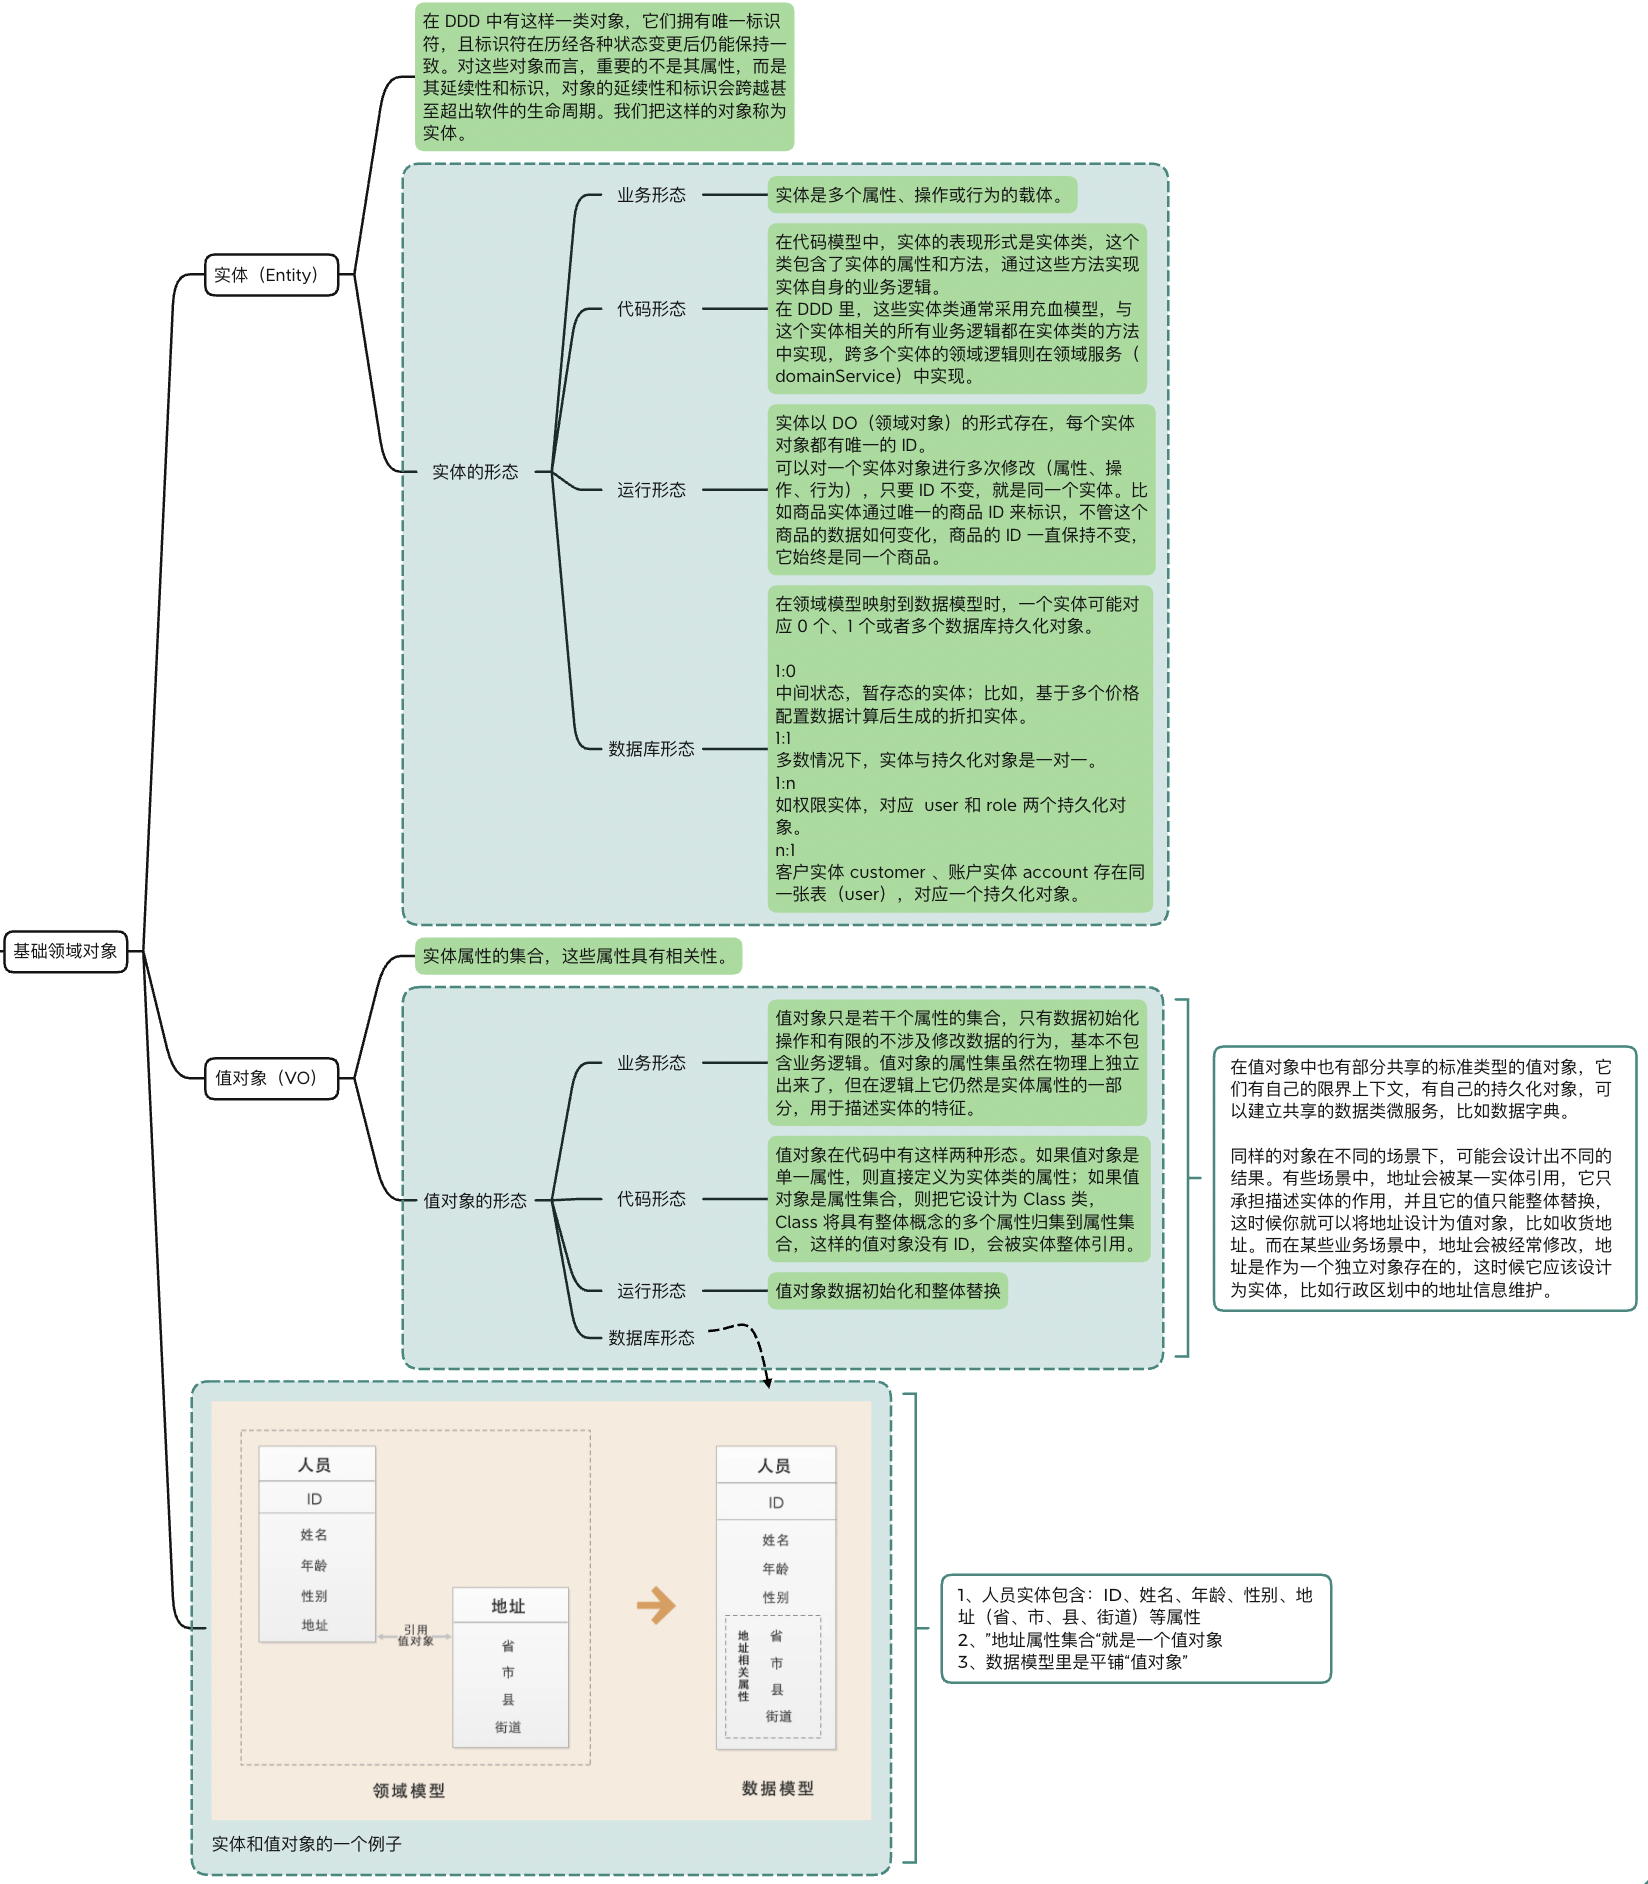 在 DDD 中有这样一类对象，它们拥有唯一标识
符，且标识符在历经各种状态变更后仍能保持一
致。对这些对象而言，重要的不是其属性，而是
其延续性和标识，对象的延续性和标识会跨越甚
至超出软件的生命周期。我们把这样的对象称为
实体。
实体（Entity）
实体的形态
业务形态
实体是多个属性、操作或行为的载体。
代码形态
在代码模型中，实体的表现形式是实体类，这个
类包含了实体的属性和方法，通过这些方法实现
实体自身的业务逻辑。
在 DDD 里，这些实体类通常采用充血模型，与
这个实体相关的所有业务逻辑都在实体类的方法
中实现，跨多个实体的领域逻辑则在领域服务（
domainService）中实现。
运行形态
实体以 DO（领域对象）的形式存在，每个实体
对象都有唯一的 ID。
可以对一个实体对象进行多次修改（属性、操
作、行为），只要 ID 不变，就是同一个实体。比
如商品实体通过唯一的商品 ID 来标识，不管这个
商品的数据如何变化，商品的 ID 一直保持不变，
它始终是同一个商品。
数据库形态
在领域模型映射到数据模型时，一个实体可能对
应 0 个、1 个或者多个数据库持久化对象。
1:0
中间状态，暂存态的实体；比如，基于多个价格
配置数据计算后生成的折扣实体。
1:1
多数情况下，实体与持久化对象是一对一。
1:n
如权限实体，对应  user 和 role 两个持久化对
象。
n:1
客户实体 customer 、账户实体 account 存在同
一张表（user），对应一个持久化对象。
基础领域对象
实体属性的集合，这些属性具有相关性。
值对象（VO）
值对象的形态
业务形态
值对象只是若干个属性的集合，只有数据初始化
操作和有限的不涉及修改数据的行为，基本不包
含业务逻辑。值对象的属性集虽然在物理上独立
出来了，但在逻辑上它仍然是实体属性的一部
分，用于描述实体的特征。
代码形态
值对象在代码中有这样两种形态。如果值对象是
单一属性，则直接定义为实体类的属性；如果值
对象是属性集合，则把它设计为 Class 类，
Class 将具有整体概念的多个属性归集到属性集
合，这样的值对象没有 ID，会被实体整体引用。
运行形态
值对象数据初始化和整体替换
数据库形态
在值对象中也有部分共享的标准类型的值对象，它
们有自己的限界上下文，有自己的持久化对象，可
以建立共享的数据类微服务，比如数据字典。
同样的对象在不同的场景下，可能会设计出不同的
结果。有些场景中，地址会被某一实体引用，它只
承担描述实体的作用，并且它的值只能整体替换，
这时候你就可以将地址设计为值对象，比如收货地
址。而在某些业务场景中，地址会被经常修改，地
址是作为一个独立对象存在的，这时候它应该设计
为实体，比如行政区划中的地址信息维护。
人员
ID
姓名
年龄
性别
地址
引用
值对象
地址
省
市
县
街道
领域模型
人员
ID
姓名
年龄
性别
地址相关属性
省
市
县
街道
数据模型
实体和值对象的一个例子
1、人员实体包含：ID、姓名、年龄、性别、地
址（省、市、县、街道）等属性
2、”地址属性集合“就是一个值对象
3、数据模型里是平铺“值对象”